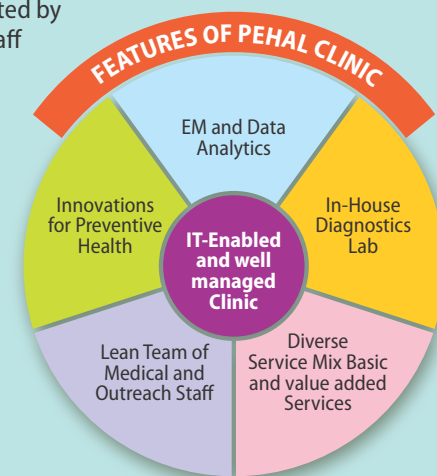 ted by
aff
FEATURES OF PEHAL CLINIC
EM and Data
Analytics
In-House
Diagnostics
Lab
Diverse
Service Mix Basic
and value added
Services
Lean Team of
Medical and
Outreach Staff
Innovations
for Preventive
Health
IT-Enabled
and well
managed
Clinic